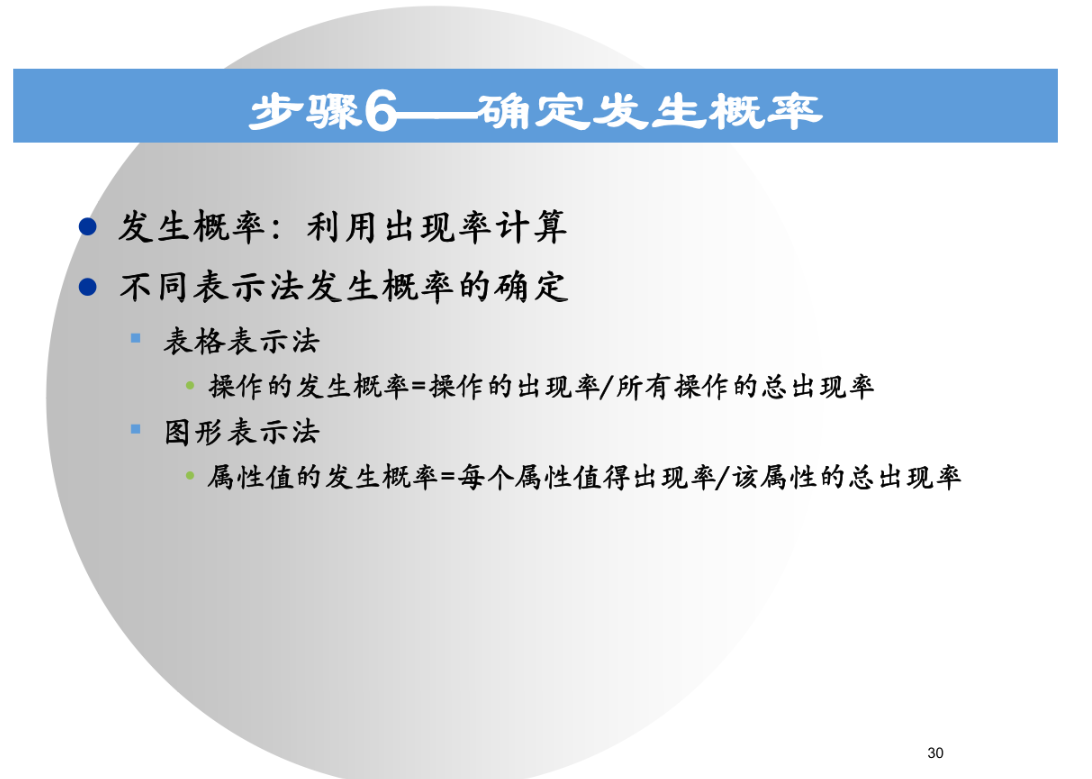 步骤6——确定发生概率
发生概率：利用出现率计算
不同表示法发生概率的确定
表格表示法
操作的发生概率=操作的出现率/所有操作的总出现率
图形表示法
属性值的发生概率=每个属性值得出现率/该属性的总出现率
30